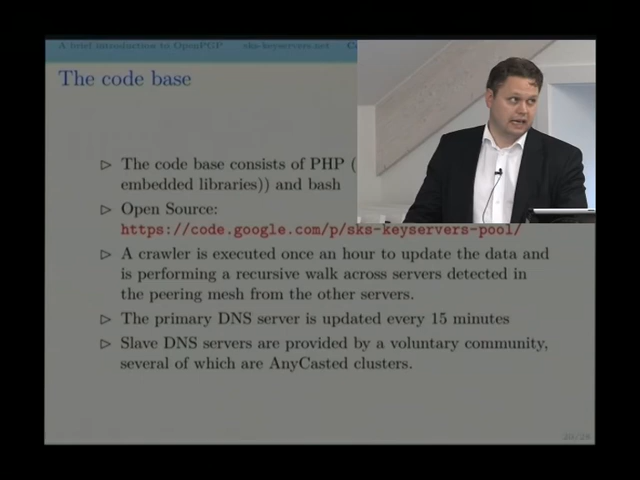 A brief introduction to OpenPGP sks-keyservers.net
The code base
▷ The code base consists of PHP (
embedded libraries)) and bash
▷ Open Source:
https://code.google.com/p/sks-keyservers-pool/
▷ A crawler is executed once an hour to update the data and
is performing a recursive walk across servers detected in
the peering mesh from the other servers.
▷ The primary DNS server is updated every 15 minutes
▷ Slave DNS servers are provided by a voluntary community,
several of which are AnyCasted clusters.